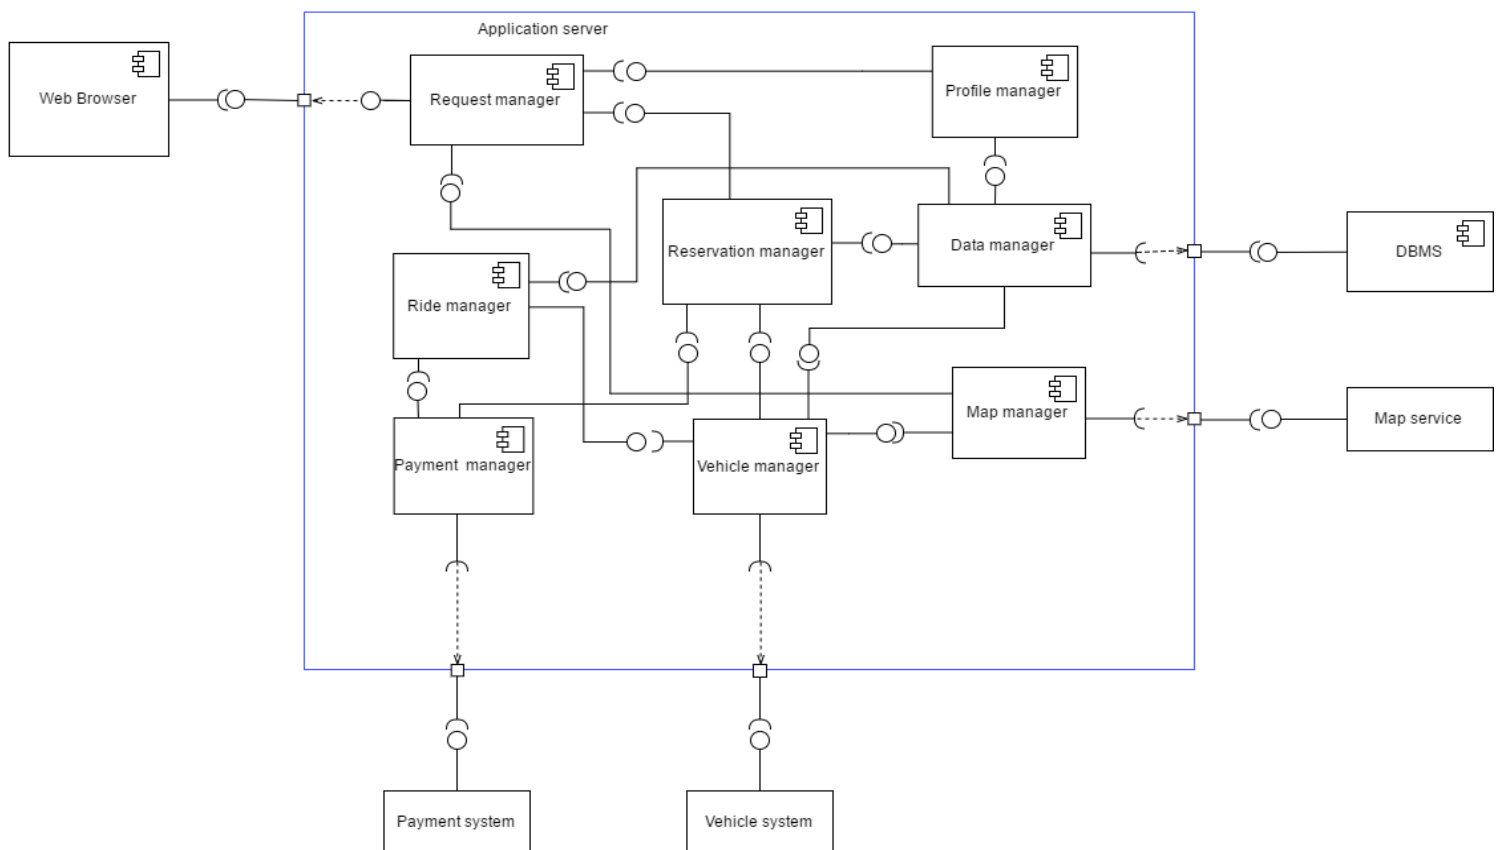 Application server
Web Browser
Request manager
Profile manager
Reservation manager
Data manager
DBMS
Ride manager
Map manager
Map service
Payment manager
Vehicle manager
Payment system
Vehicle system